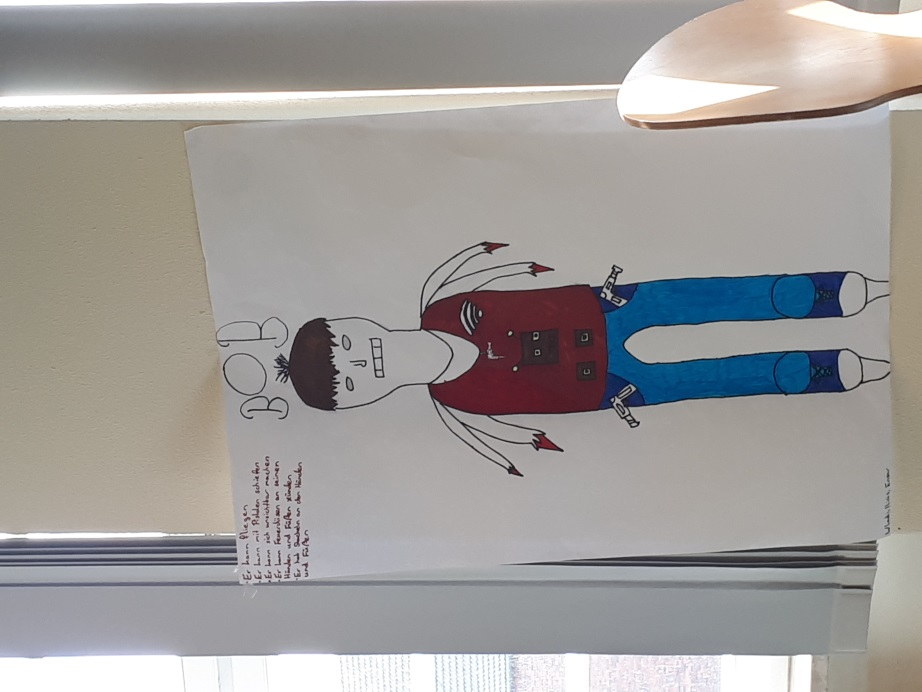 BOB
-Er kann fliegen
-Er kann mit Pistolen schießen
-Er kann sich unsichtbar machen
-Er kann Feuerdüsen an seinen
Händen und Füßen zünden
-Er hat Stacheln an den Händen
und Füßen